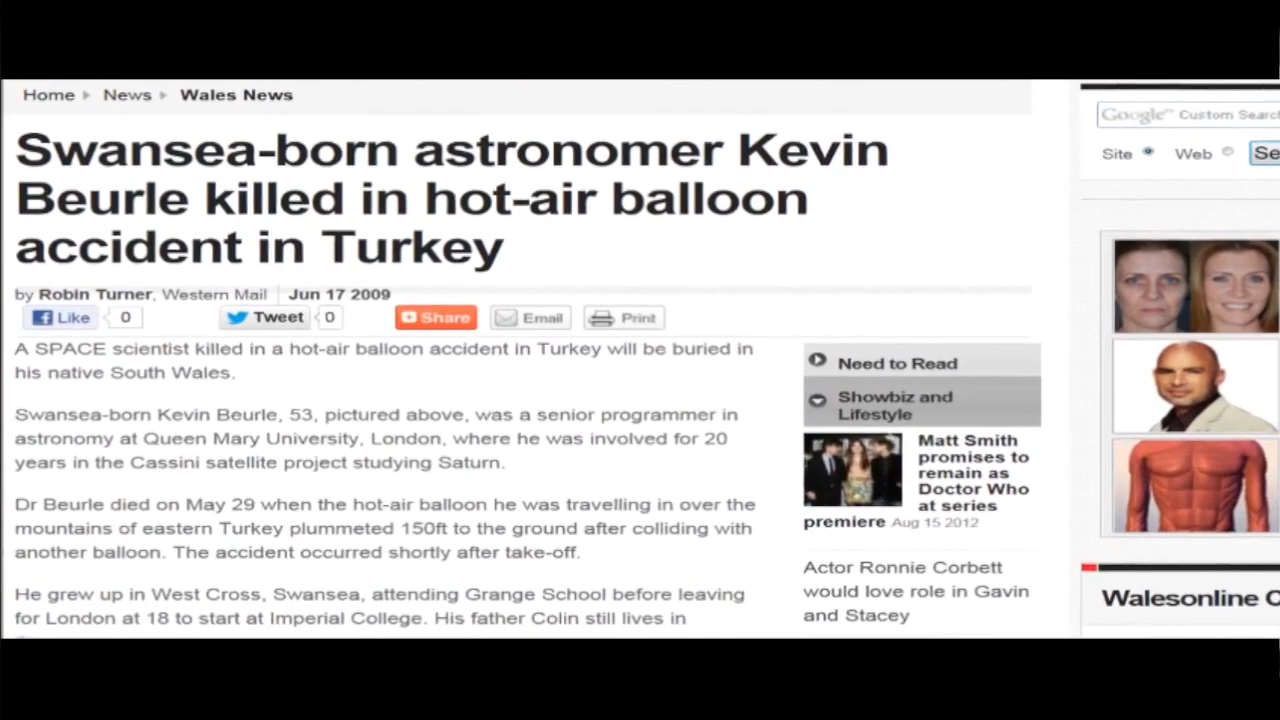 Home News Wales News
Swansea-born astronomer Kevin
Beurle killed in hot-air balloon
accident in Turkey
by Robin Turner, Western Mail Jun 17 2009
Like 0 Tweet 0 Share Email Print
A SPACE scientist killed in a hot-air balloon accident in Turkey will be buried in
his native South Wales.
Swansea-born Kevin Beurle, 53, pictured above, was a senior programmer in
astronomy at Queen Mary University, London, where he was involved for 20
years in the Cassini satellite project studying Saturn.
Dr Beurle died on May 29 when the hot-air balloon he was travelling in over the
mountains of eastern Turkey plummeted 150ft to the ground after colliding with
another balloon. The accident occurred shortly after take-off.
He grew up in West Cross, Swansea, attending Grange School before leaving
for London at 18 to start at Imperial College. His father Colin still lives in
Need to Read
Showbiz and
Lifestyle
Matt Smith
promises to
remain as
Doctor Who
at series
premiere Aug 15 2012
Actor Ronnie Corbett
would love role in Gavin
and Stacey
Google™ Custom Searc
Site Web Se
Walesonline C